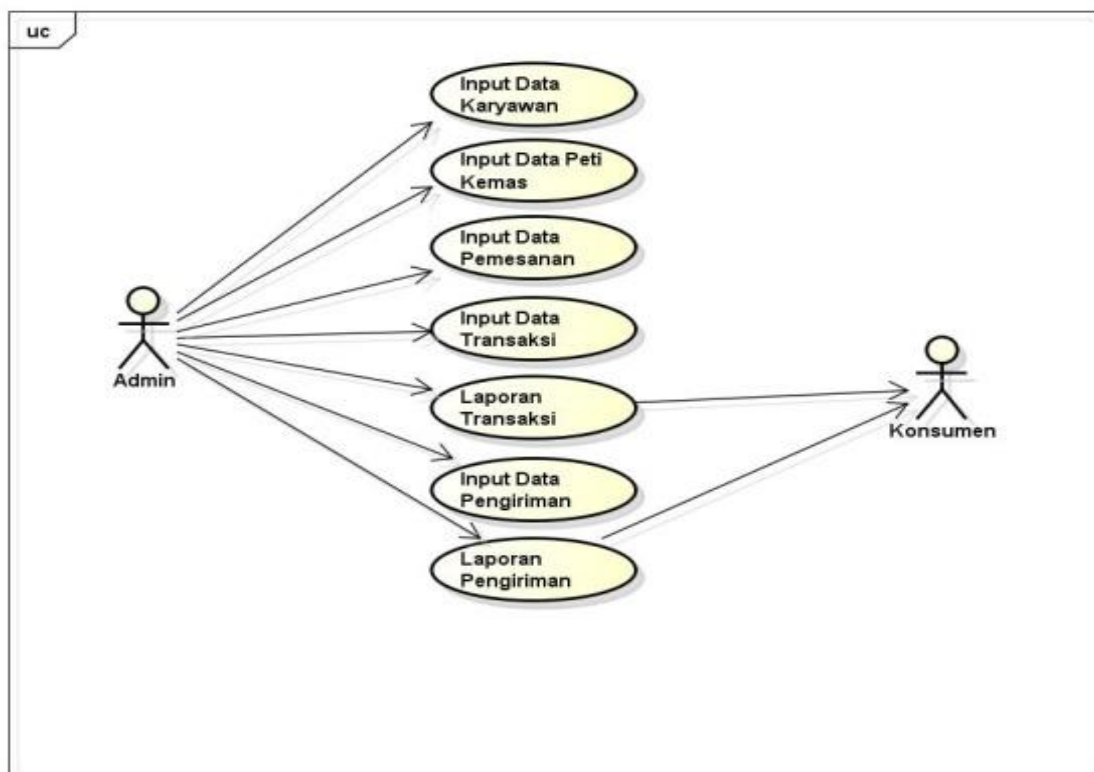 uc
Input Data
Karyawan
Input Data Peti
Kemas
Input Data
Pemesanan
Input Data
Transaksi
Laporan
Transaksi
Input Data
Pengiriman
Laporan
Pengiriman
Admin
Konsumen